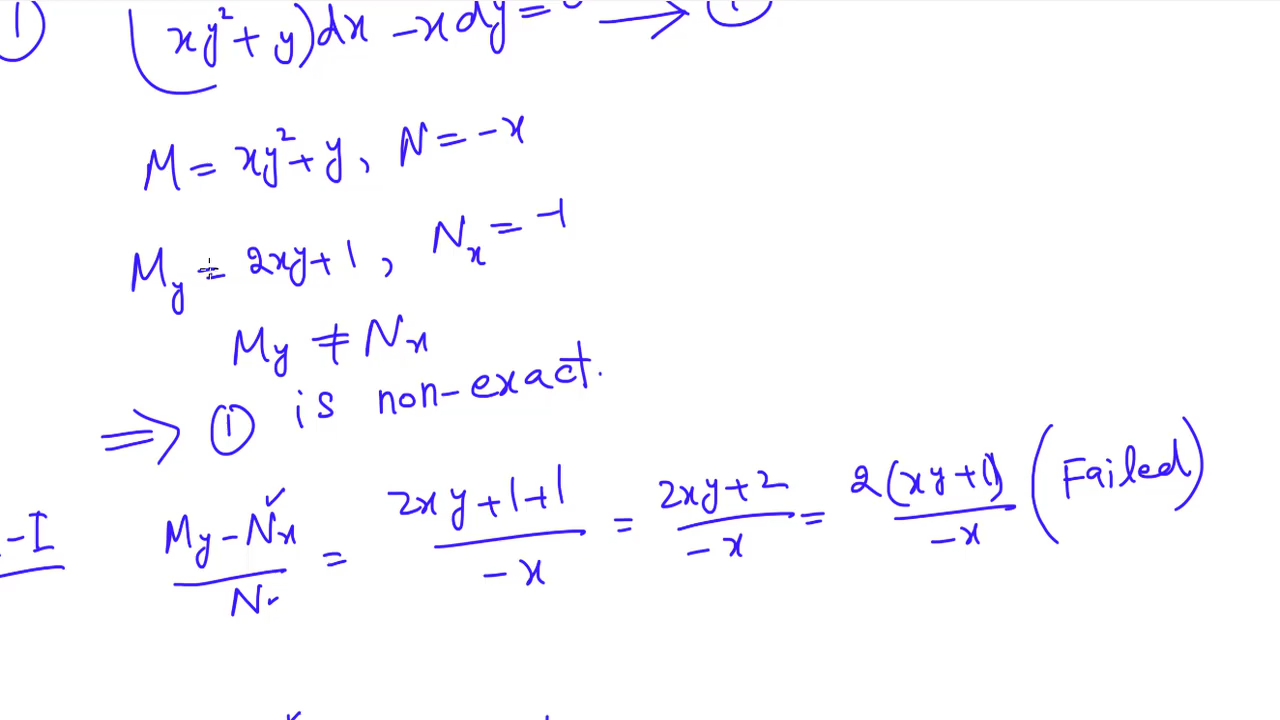 ① (xy²+y)dx -xdy= → ①
M = xy²+y, N = -x
My = 2xy+1, Nx = -1
My ≠ Nx
⇒ ① is non-exact.
-I (My-Nx)/N = (2xy+1+1)/(-x) = (2xy+2)/(-x) = 2(xy+1)/(-x) (Failed)